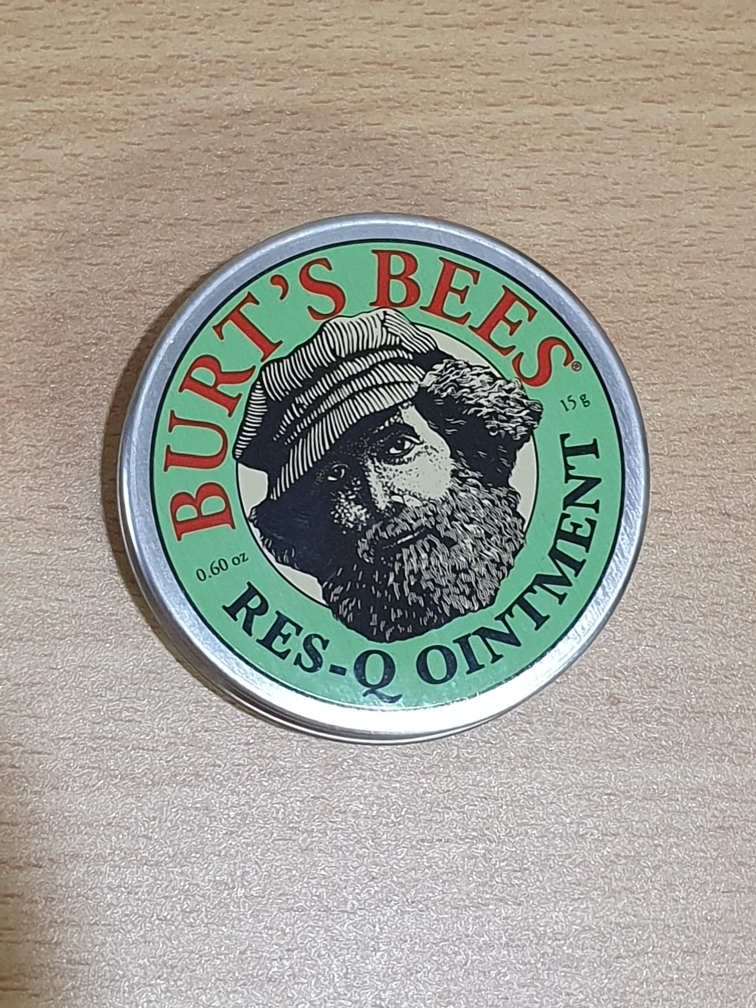 BURT'S BEES®
0.60 oz
15 g
RES-Q OINTMENT